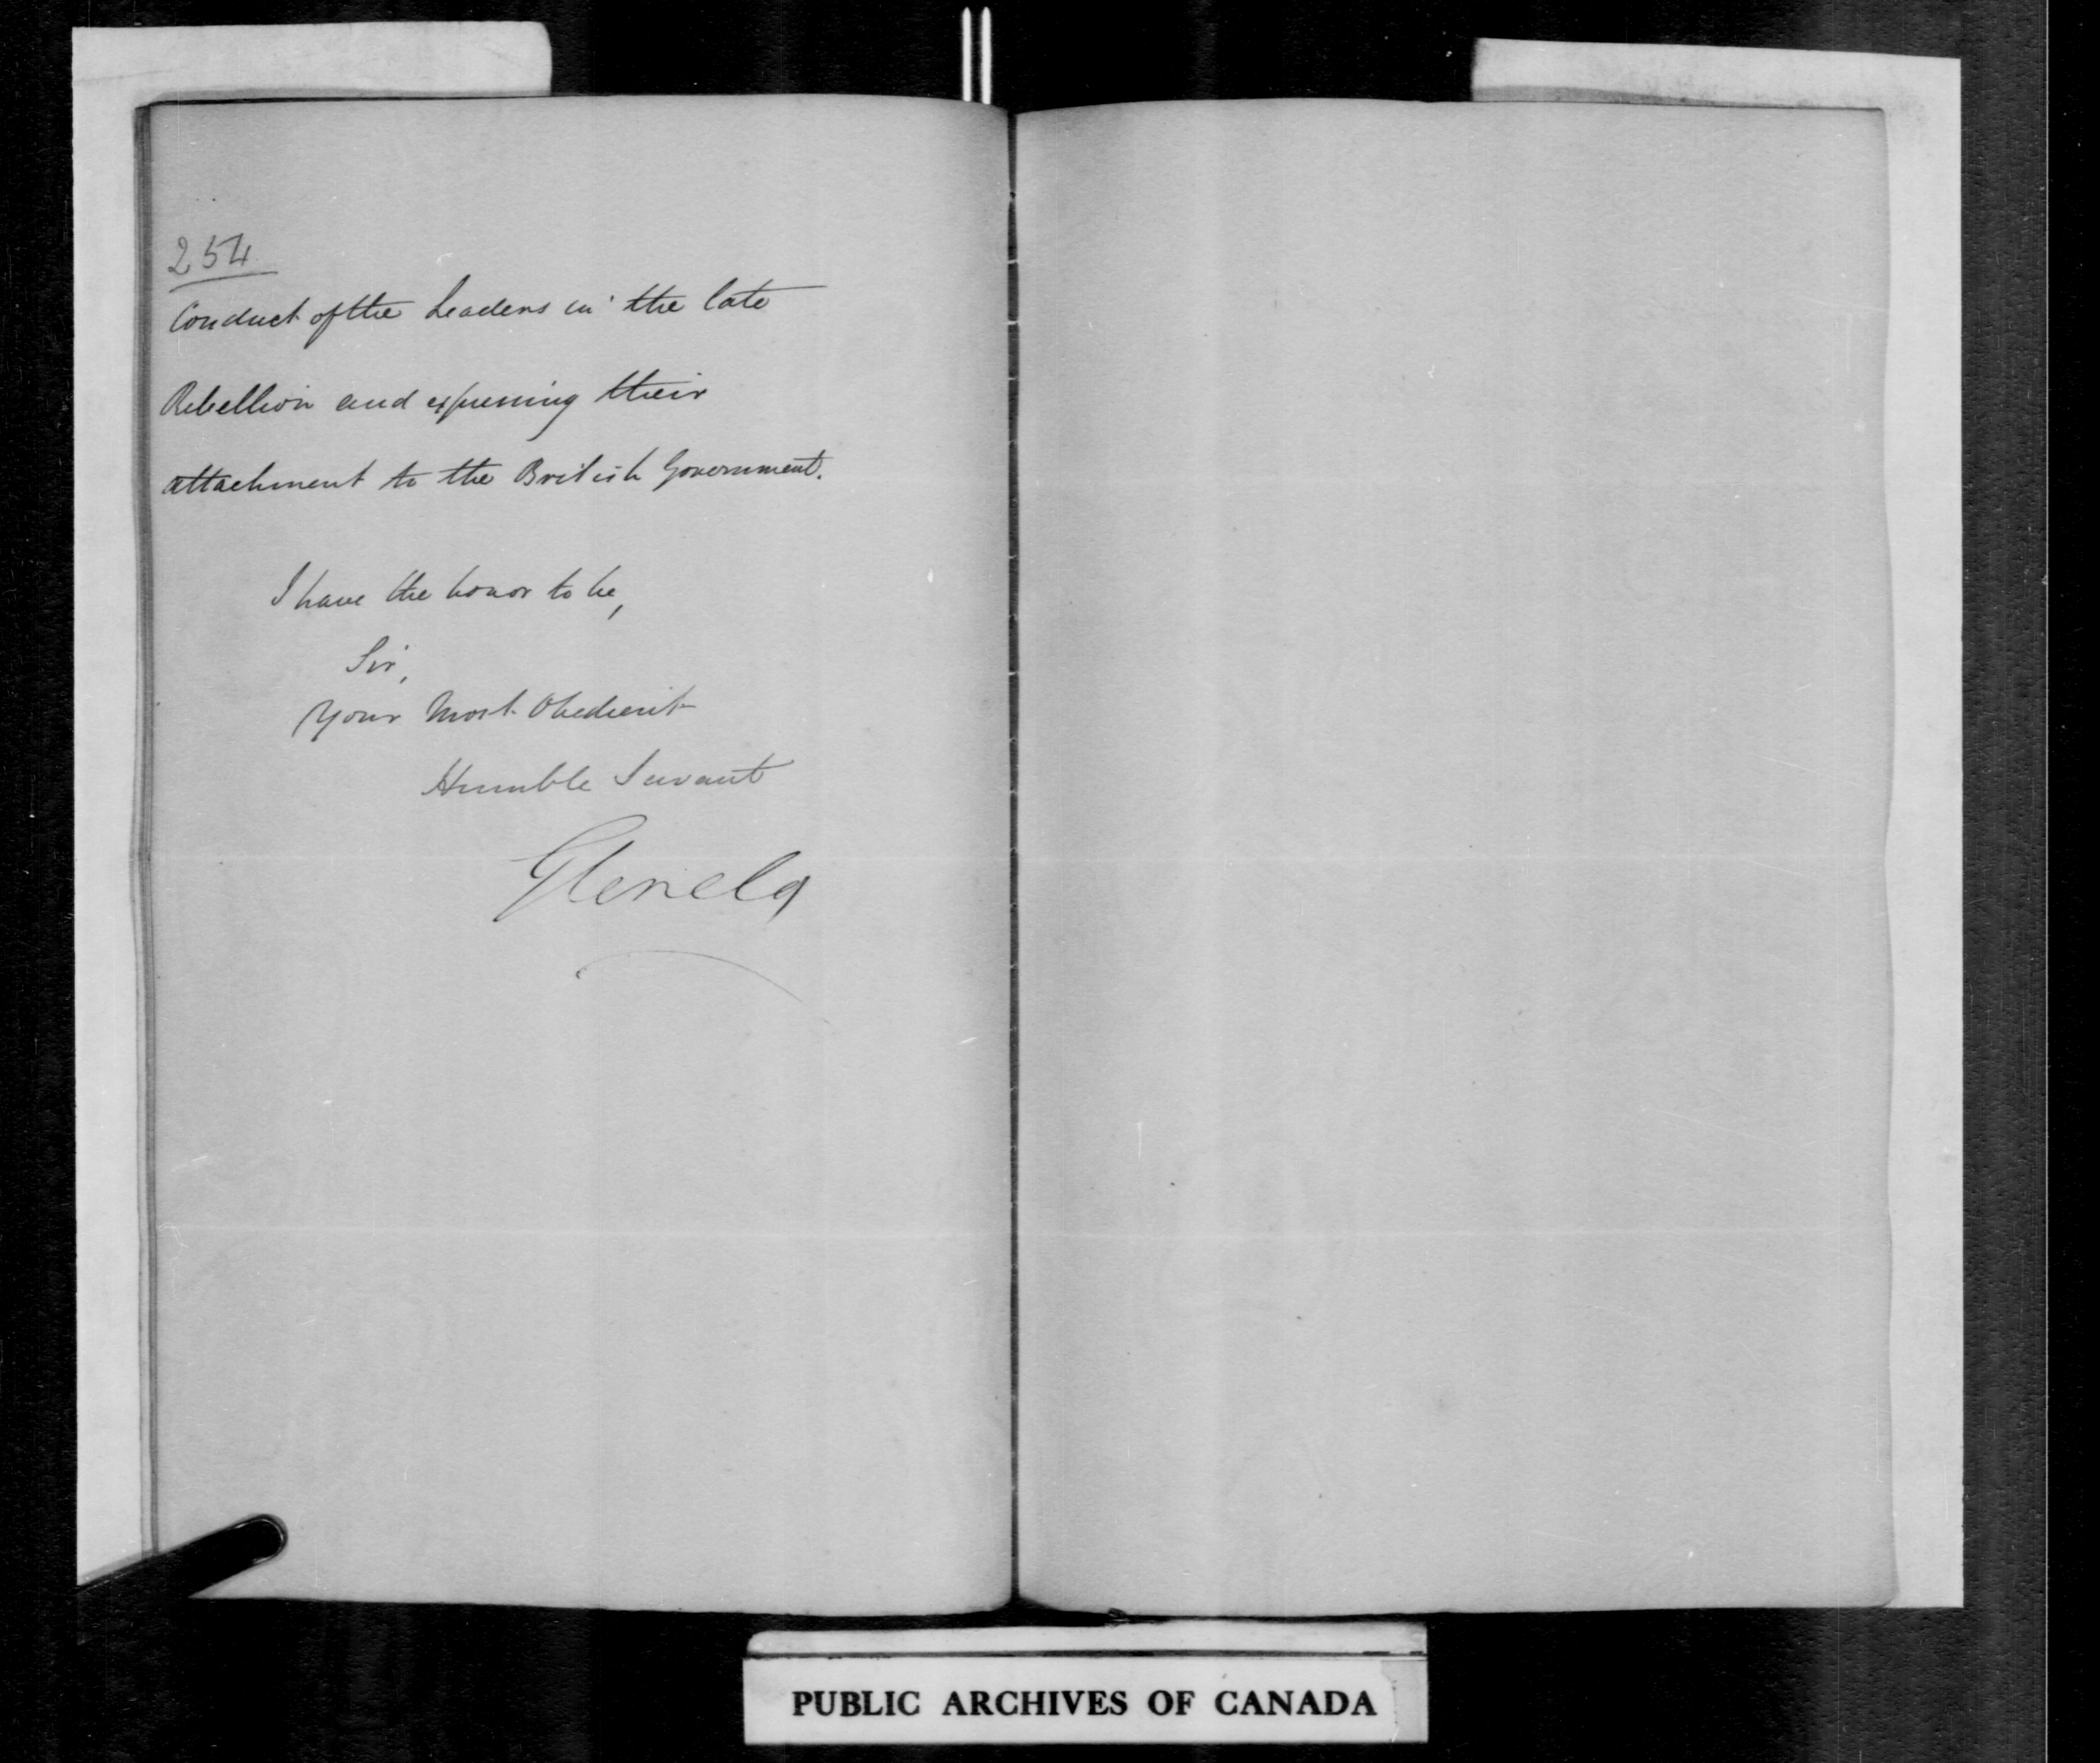 254
Conduct of the Leaders in the late
Rebellion and expressing their
attachment to the British Government.
I have the honor to be,
Sir,
Your Most Obedient
Humble Servant
Glenelg
PUBLIC ARCHIVES OF CANADA